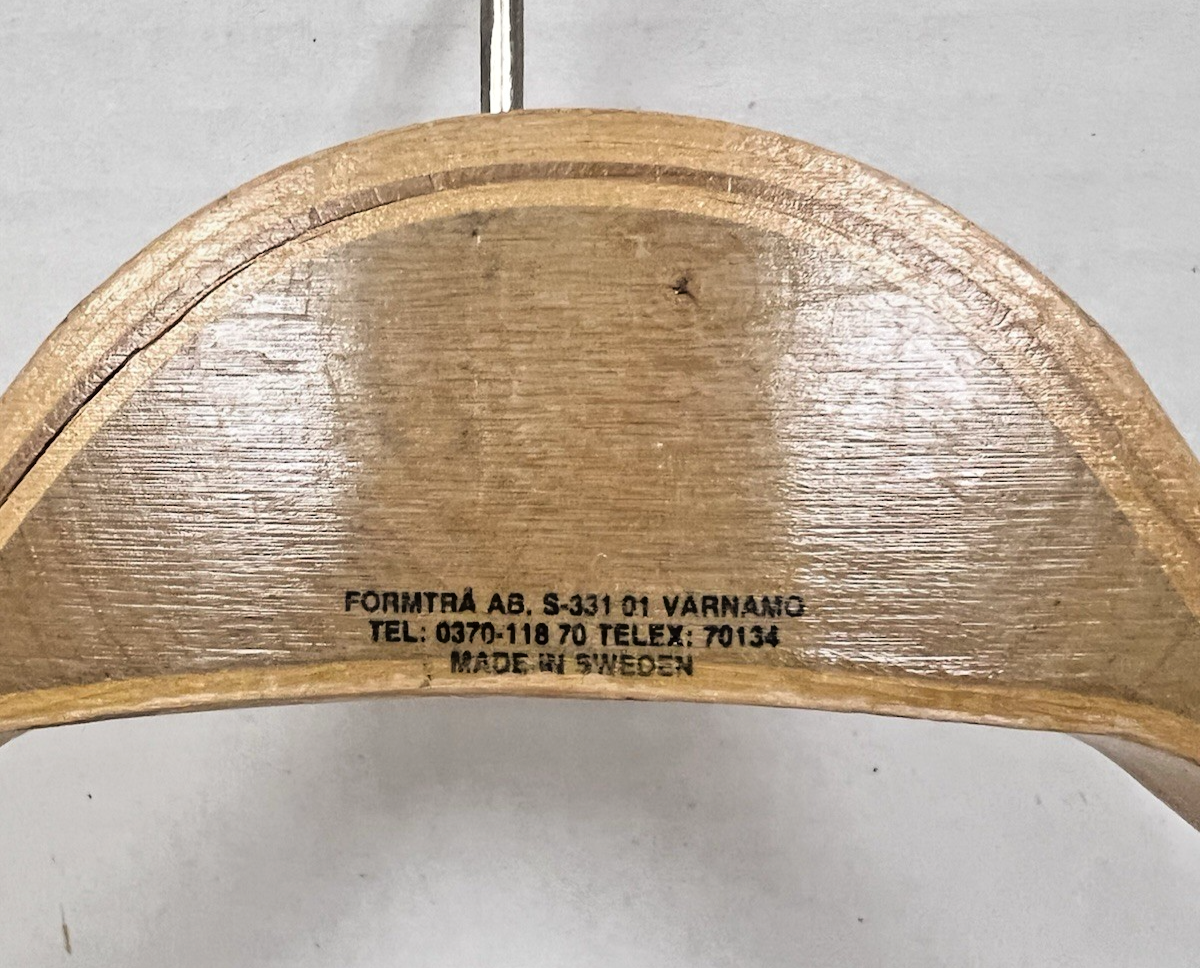 FORMTRÄ AB. S-331 01 VÄRNAMO
TEL: 0370-118 70 TELEX: 70134
MADE IN SWEDEN